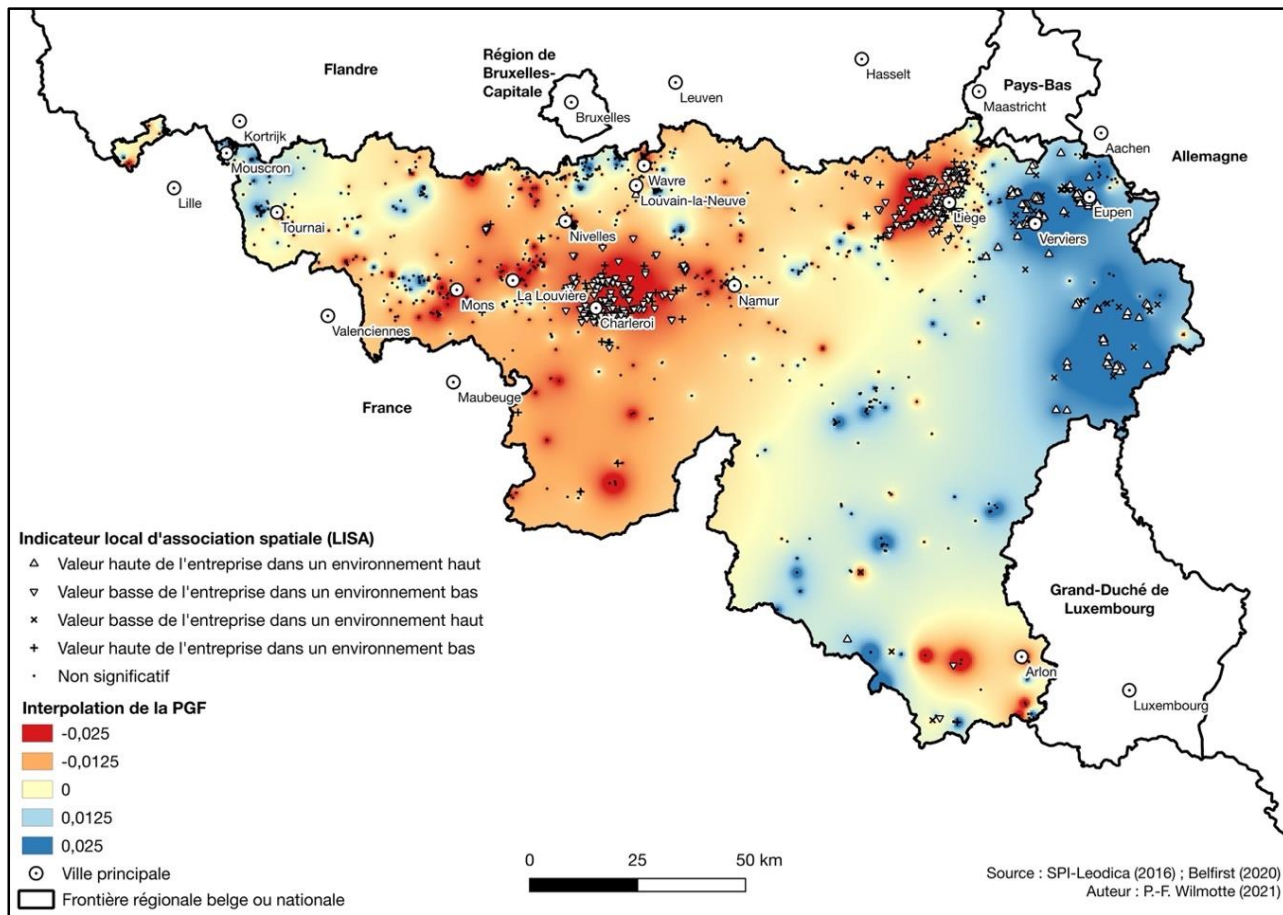 Flandre
Région de
Bruxelles-
Capitale
Hasselt
Pays-Bas
Leuven
Maastricht
Bruxelles
Kortrijk
Aachen
Mouscron
Allemagne
Wavre
Lille
Louvain-la-Neuve
Liège
Eupen
Tournai
Nivelles
Verviers
Mons
La Louvière
Namur
Charleroi
Valenciennes
Maubeuge
France
Grand-Duché de
Luxembourg
Arlon
Luxembourg
Indicateur local d'association spatiale (LISA)
Valeur haute de l'entreprise dans un environnement haut
Valeur basse de l'entreprise dans un environnement bas
Valeur basse de l'entreprise dans un environnement haut
Valeur haute de l'entreprise dans un environnement bas
Non significatif
Interpolation de la PGF
-0,025
-0,0125
0
0,0125
0,025
Ville principale
Frontière régionale belge ou nationale
0 25 50 km
Source : SPI-Leodica (2016) ; Belfirst (2020)
Auteur : P.-F. Wilmotte (2021)